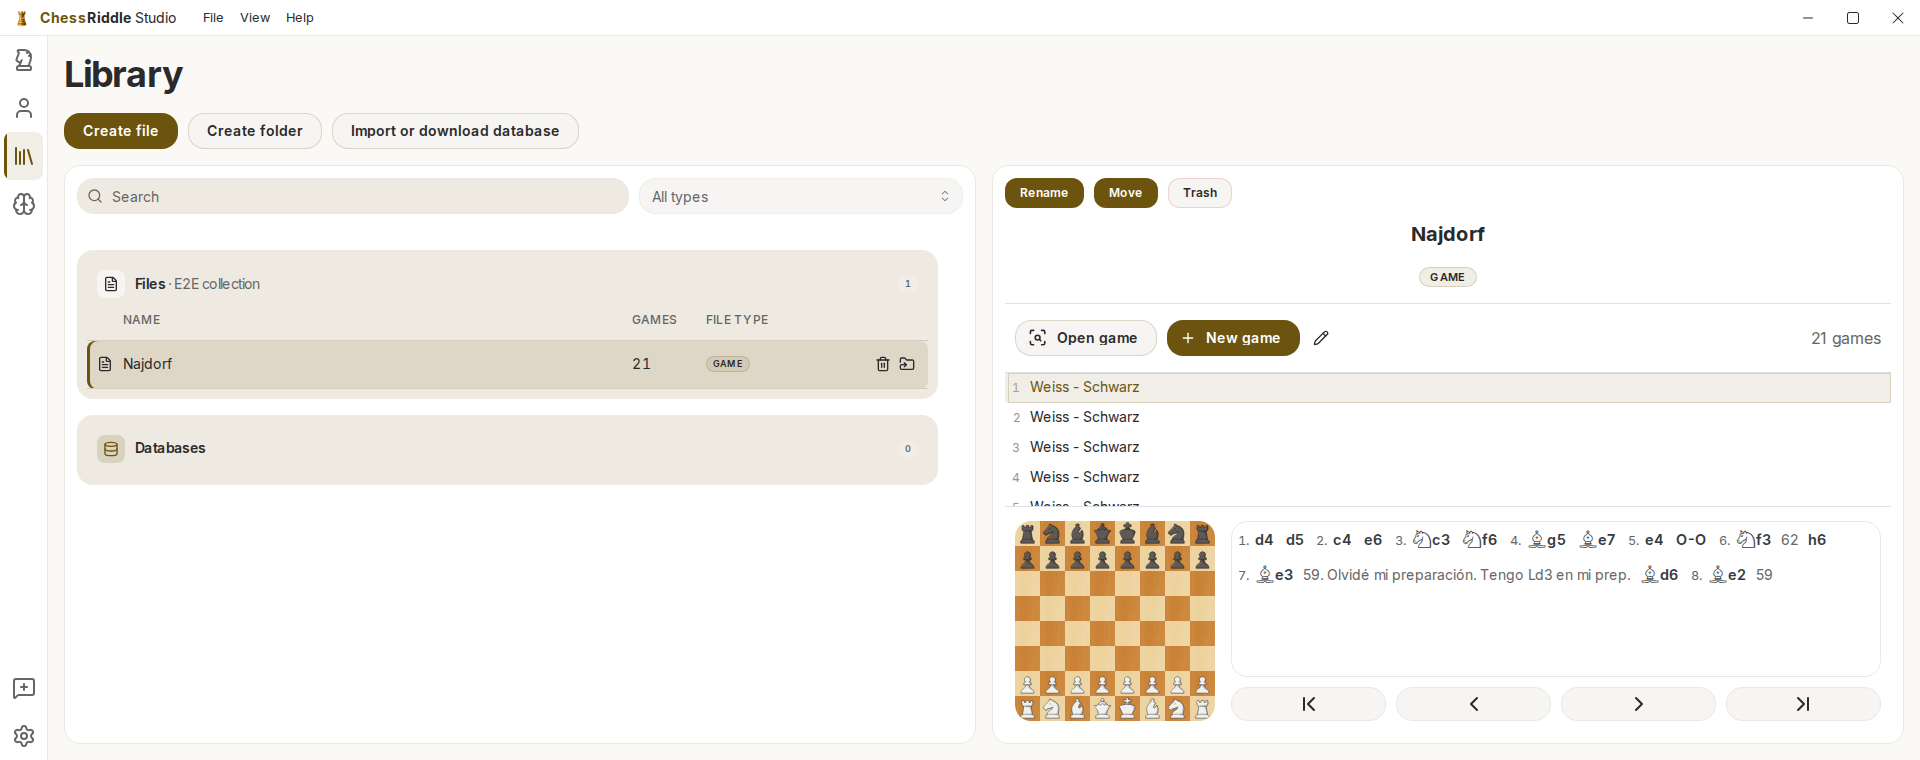 ChessRiddle Studio File View Help
Library
Create file Create folder Import or download database
Search All types
Files · E2E collection 1
NAME GAMES FILE TYPE
Najdorf 21 GAME
Databases 0
Rename Move Trash
Najdorf
GAME
Open game New game 21 games
1 Weiss - Schwarz
2 Weiss - Schwarz
3 Weiss - Schwarz
4 Weiss - Schwarz
5 Weiss - Schwarz
1. d4 d5 2. c4 e6 3. ♘c3 ♘f6 4. ♗g5 ♗e7 5. e4 O-O 6. ♘f3 62 h6
7. ♗e3 59. Olvidé mi preparación. Tengo Ld3 en mi prep. ♗d6 8. ♗e2 59